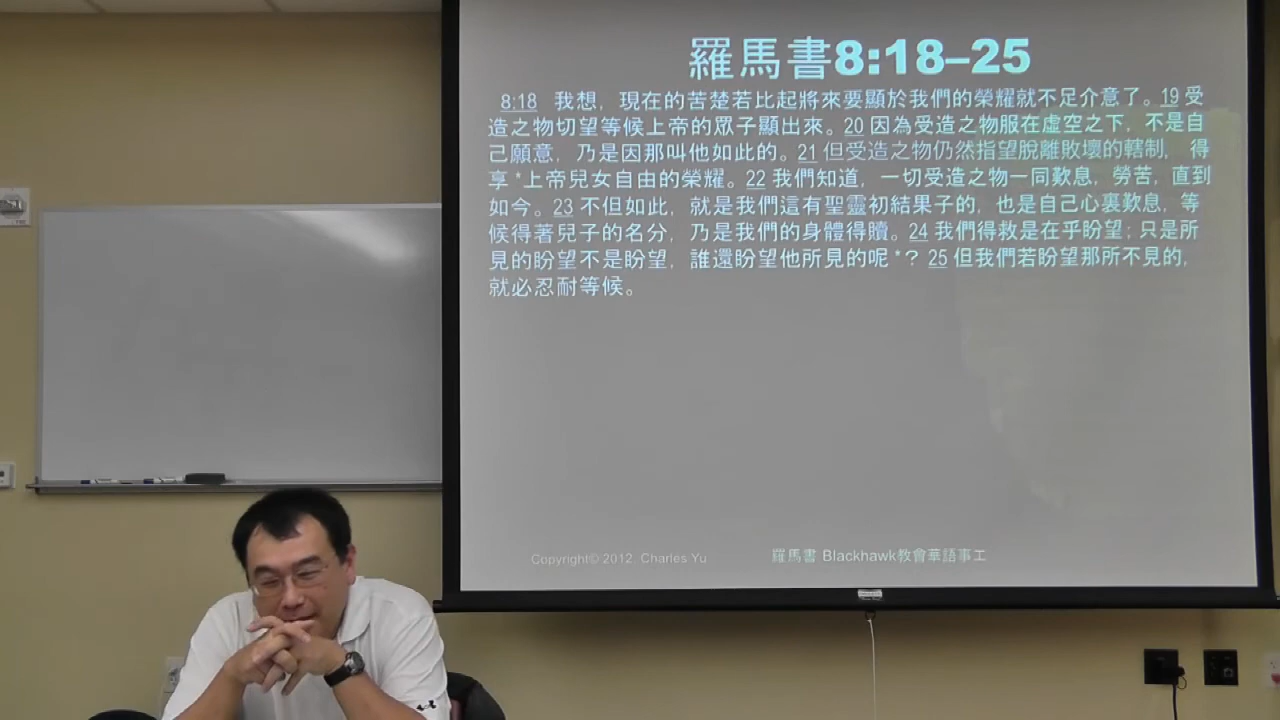 羅馬書8:18–25
8:18 我想，現在的苦楚若比起將來要顯於我們的榮耀就不足介意了。19 受
造之物切望等候上帝的眾子顯出來。20 因為受造之物服在虛空之下，不是自
己願意，乃是因那叫他如此的。21 但受造之物仍然指望脫離敗壞的轄制，得
享 *上帝兒女自由的榮耀。22 我們知道，一切受造之物一同歎息，勞苦，直到
如今。23 不但如此，就是我們這有聖靈初結果子的，也是自己心裏歎息，等
候得著兒子的名分，乃是我們的身體得贖。24 我們得救是在乎盼望；只是所
見的盼望不是盼望，誰還盼望他所見的呢 *？25 但我們若盼望那所不見的，
就必忍耐等候。
Copyright© 2012 Charles Yu
羅馬書 Blackhawk教會華語事工